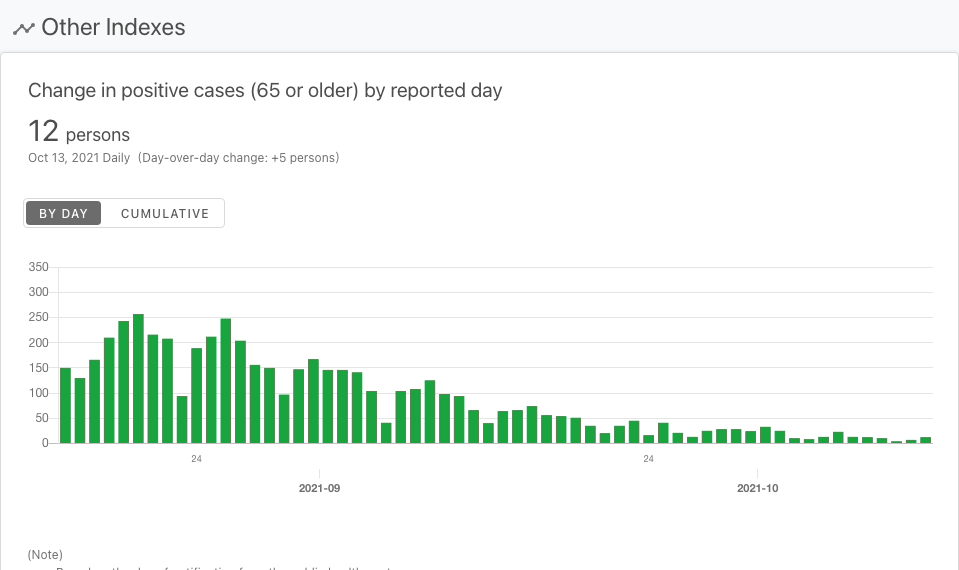 Other Indexes
Change in positive cases (65 or older) by reported day
12 persons
Oct 13, 2021 Daily (Day-over-day change: +5 persons)
BY DAY CUMULATIVE
350
300
250
200
150
100
50
0
24 24
2021-09 2021-10
(Note)